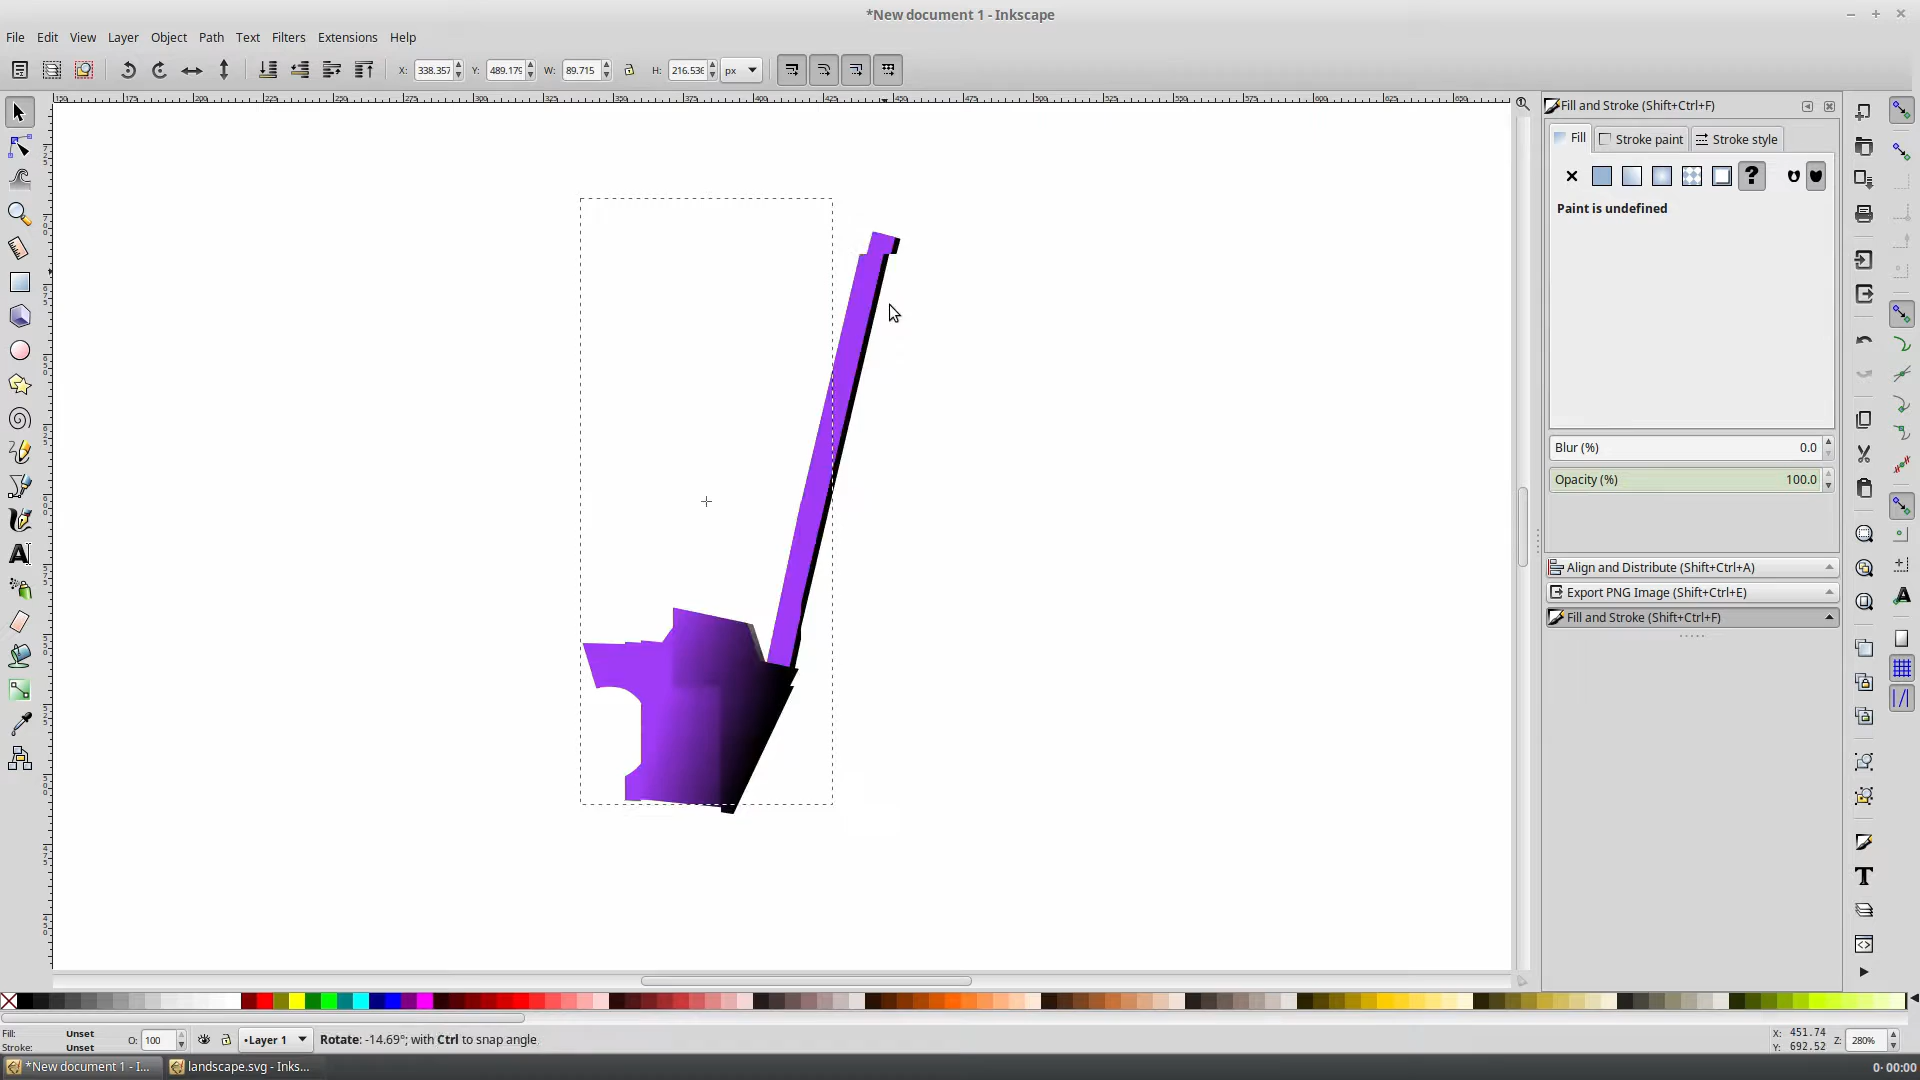 *New document 1 - Inkscape
File Edit View Layer Object Path Text Filters Extensions Help
X: 338.357 Y: 489.179 W: 89.715 H: 216.536 px
Fill and Stroke (Shift+Ctrl+F)
Fill Stroke paint Stroke style
?
Paint is undefined
Blur (%) 0.0
Opacity (%) 100.0
Align and Distribute (Shift+Ctrl+A)
Export PNG Image (Shift+Ctrl+E)
Fill and Stroke (Shift+Ctrl+F)
Fill: Unset
Stroke: Unset
O: 100
•Layer 1
Rotate: -14.69°; with Ctrl to snap angle
X: 451.74
Y: 692.52
Z: 280%
*New document 1 - I...
landscape.svg - Inks...
0- 00:00